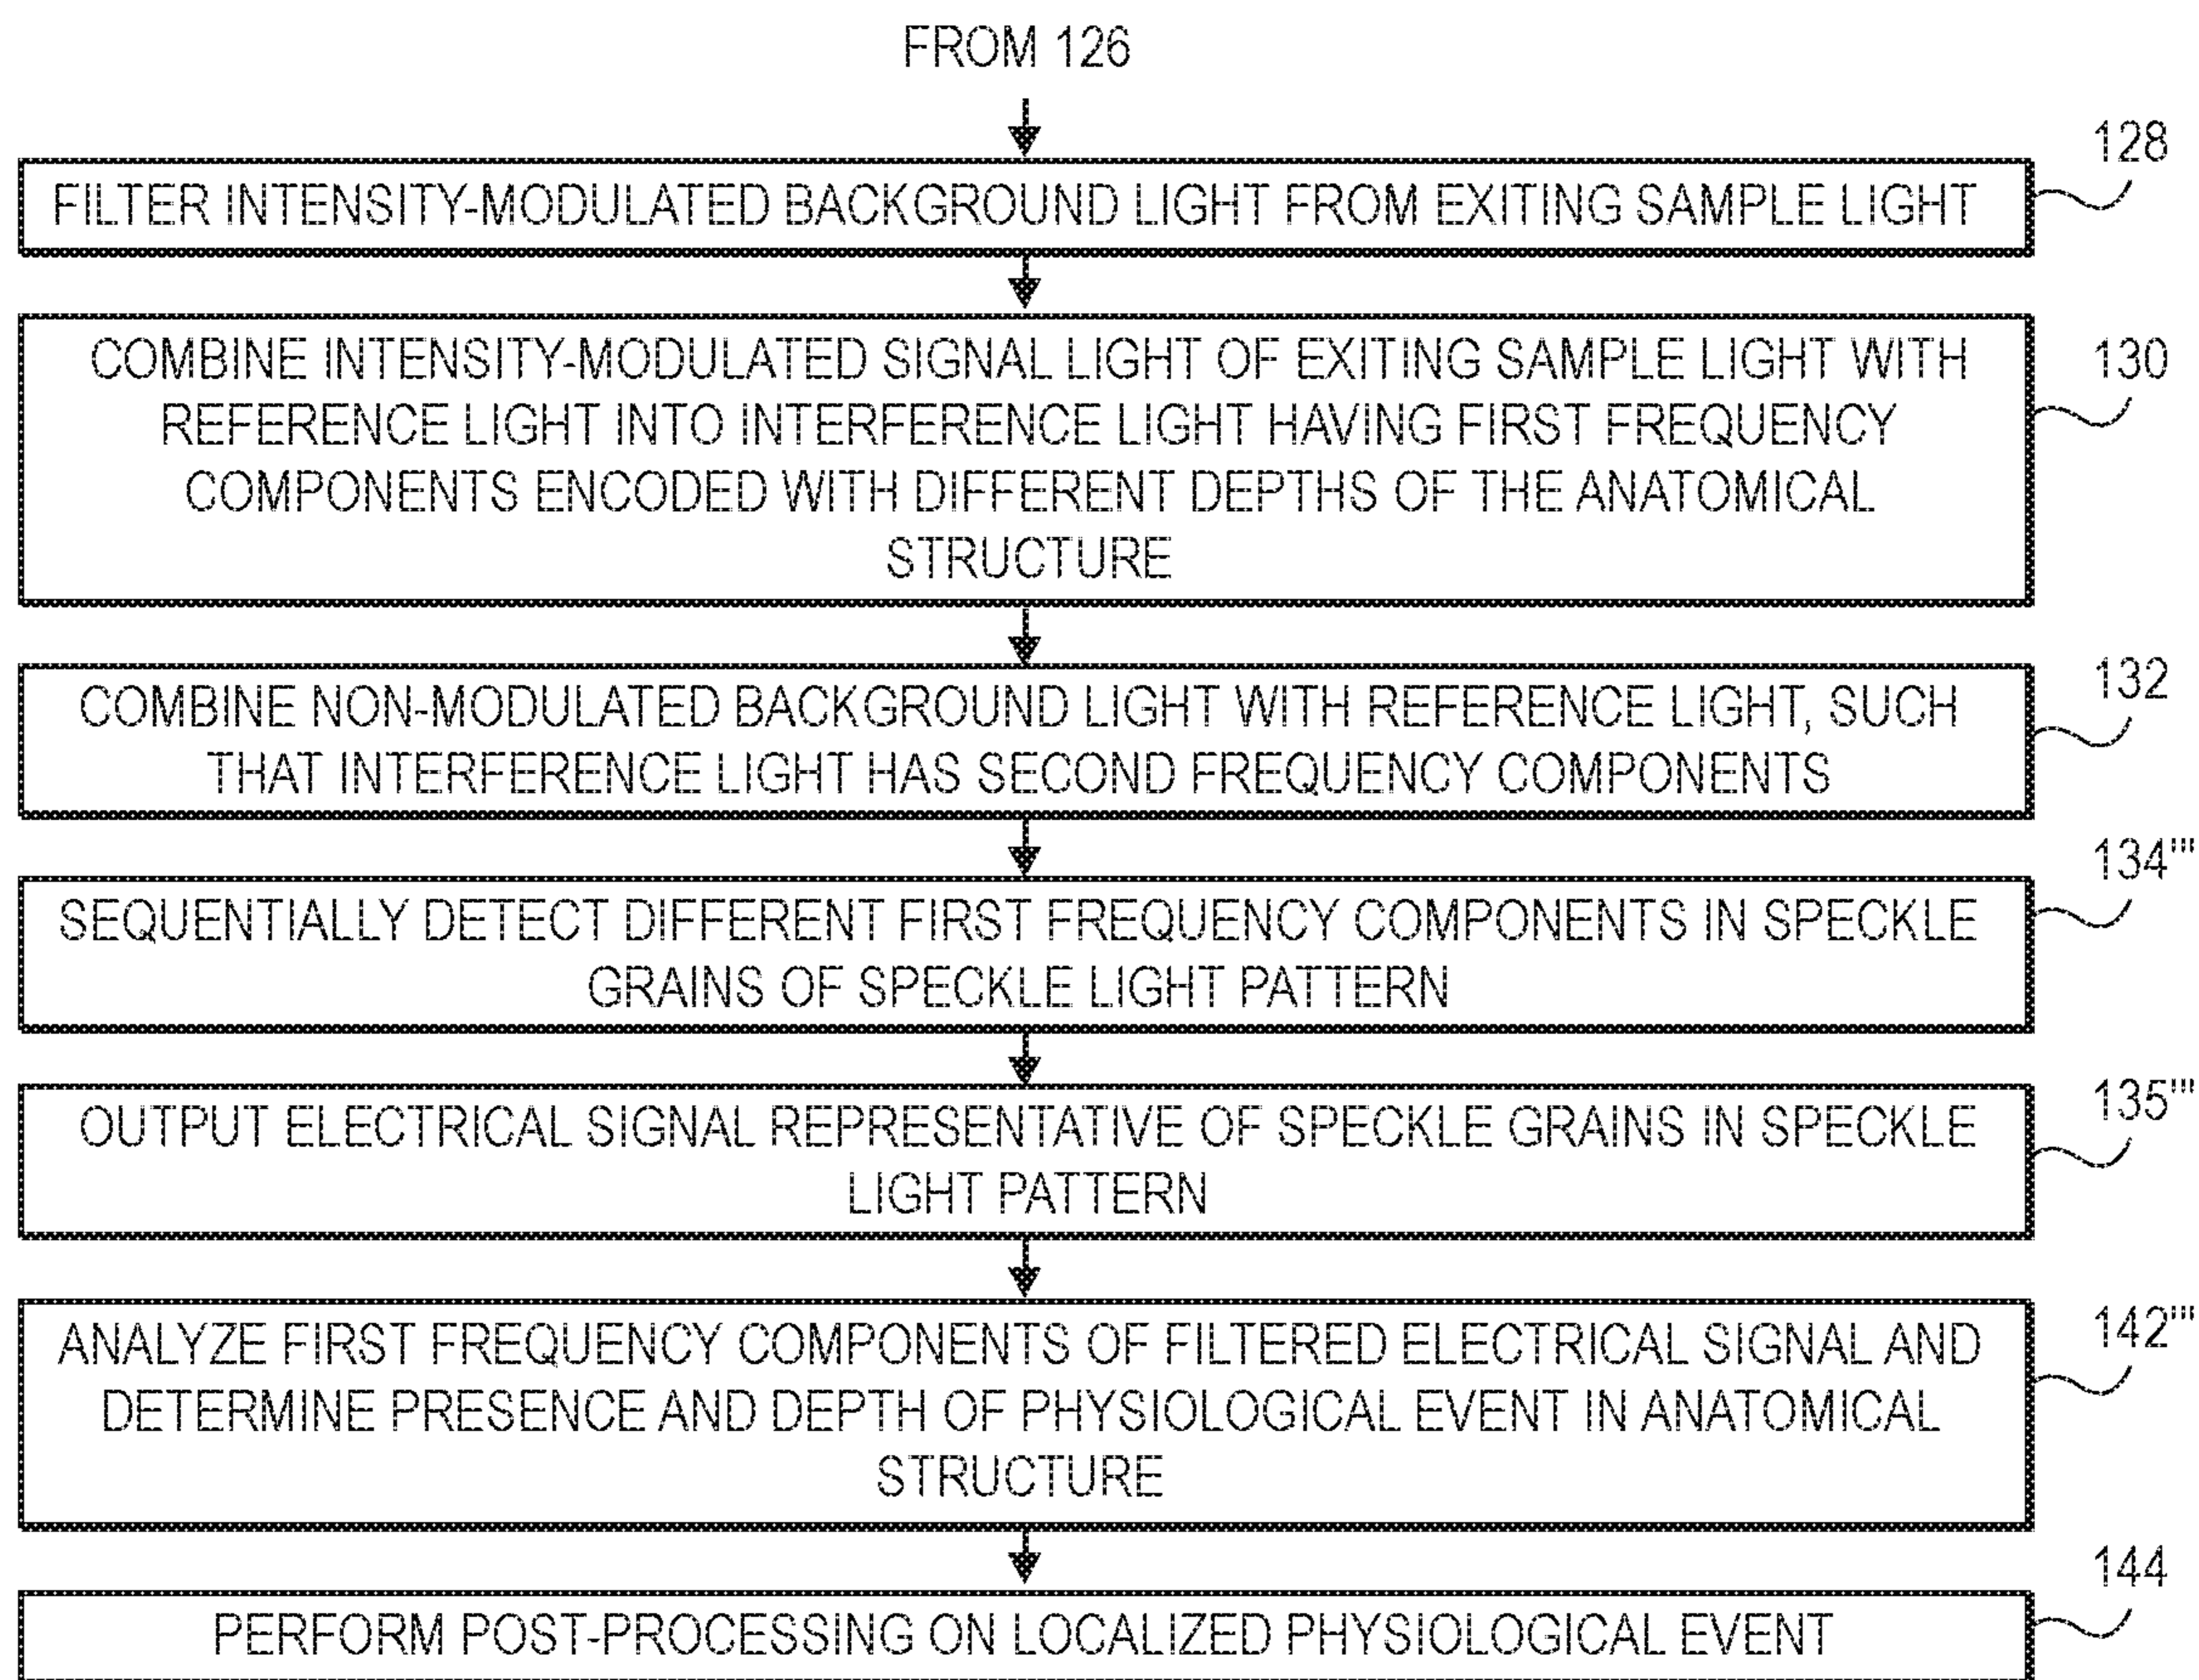 FROM 126
128
FILTER INTENSITY-MODULATED BACKGROUND LIGHT FROM EXITING SAMPLE LIGHT
COMBINE INTENSITY-MODULATED SIGNAL LIGHT OF EXITING SAMPLE LIGHT WITH
130
REFERENCE LIGHT INTO INTERFERENCE LIGHT HAVING FIRST FREQUENCY
COMPONENTS ENCODED WITH DIFFERENT DEPTHS OF THE ANATOMICAL
STRUCTURE
132
COMBINE NON-MODULATED BACKGROUND LIGHT WITH REFERENCE LIGHT, SUCH
THAT INTERFERENCE LIGHT HAS SECOND FREQUENCY COMPONENTS
134'''
SEQUENTIALLY DETECT DIFFERENT FIRST FREQUENCY COMPONENTS IN SPECKLE
GRAINS OF SPECKLE LIGHT PATTERN
135'''
OUTPUT ELECTRICAL SIGNAL REPRESENTATIVE OF SPECKLE GRAINS IN SPECKLE
LIGHT PATTERN
142'''
ANALYZE FIRST FREQUENCY COMPONENTS OF FILTERED ELECTRICAL SIGNAL AND
DETERMINE PRESENCE AND DEPTH OF PHYSIOLOGICAL EVENT IN ANATOMICAL
STRUCTURE
144
PERFORM POST-PROCESSING ON LOCALIZED PHYSIOLOGICAL EVENT